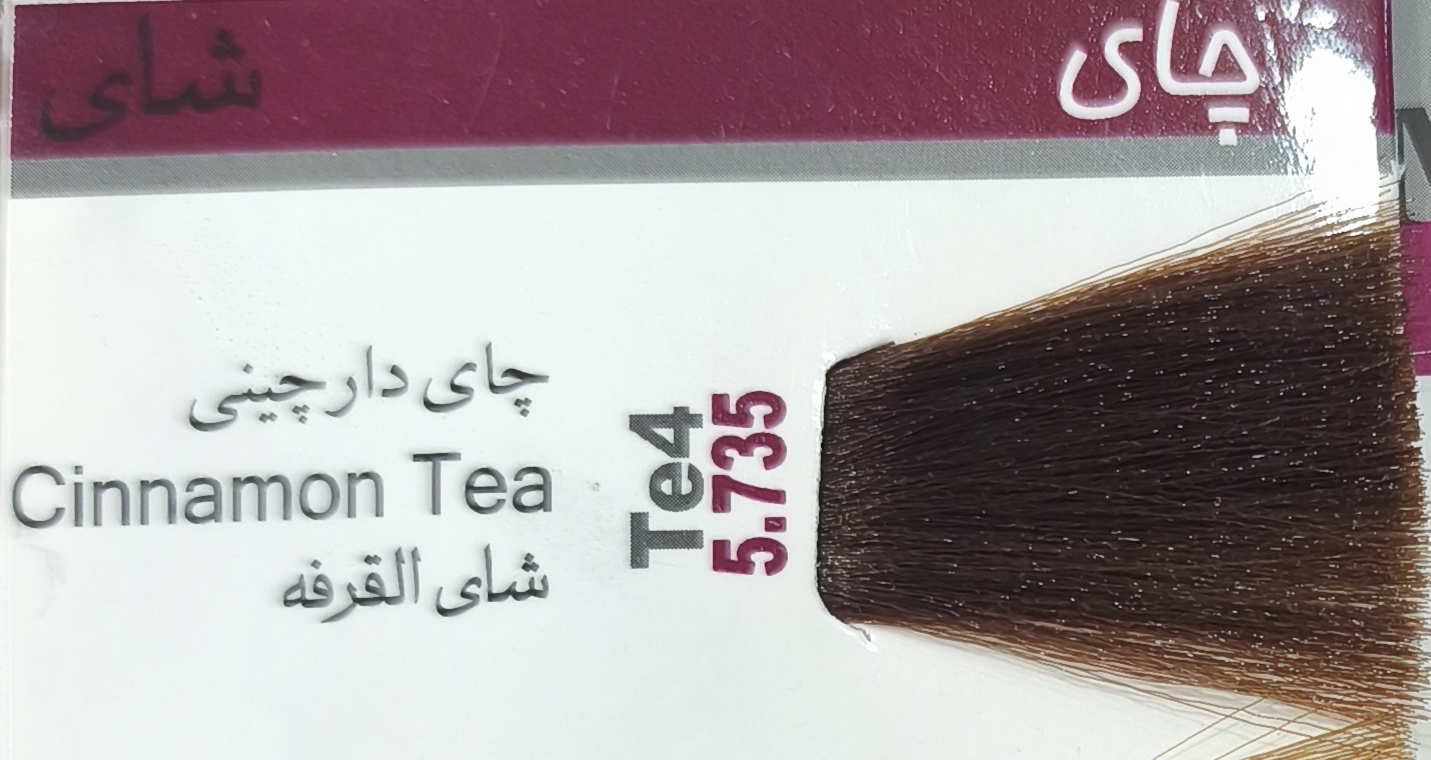 چای
شای
چای دارچینی
Cinnamon Tea
شای القرفه
Te4
5.735